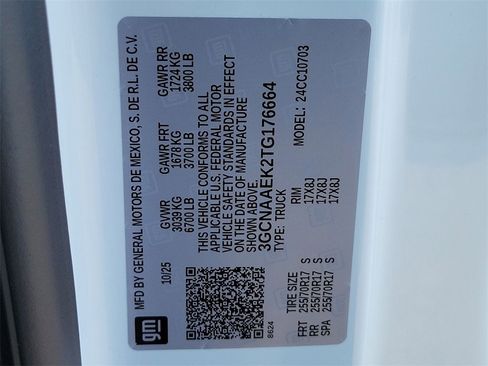 MFD BY GENERAL MOTORS DE MEXICO, S. DE R.L. DE C.V.
10/25 GVWR GAWR FRT GAWR RR
3039 KG 1678 KG 1724 KG
6700 LB 3700 LB 3800 LB
THIS VEHICLE CONFORMS TO ALL
APPLICABLE U.S. FEDERAL MOTOR
VEHICLE SAFETY STANDARDS IN EFFECT
ON THE DATE OF MANUFACTURE
SHOWN ABOVE.
3GCNAAEK2TG176664
TYPE: TRUCK MODEL: 24CC10703
gm
8624
TIRE SIZE RIM
FRT 255/70R17 S 17X8J
RR 255/70R17 S 17X8J
SPA 255/70R17 S 17X8J